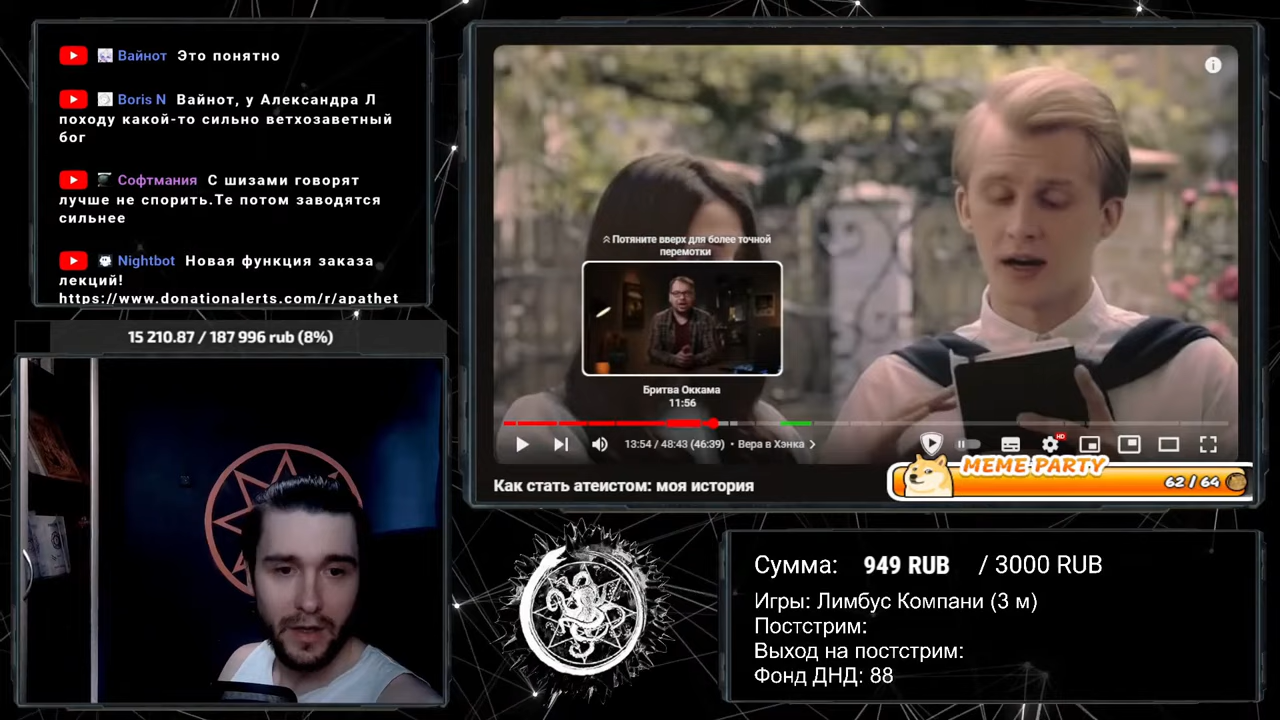 Вайнот Это понятно
Boris N Вайнот, у Александра Л
походу какой-то сильно ветхозаветный
бог
Софтмания С шизами говорят
лучше не спорить.Те потом заводятся
сильнее
Nightbot Новая функция заказа
лекций!
https://www.donationalerts.com/r/apathet
15 210.87 / 187 996 rub (8%)
Потяните вверх для более точной
перемотки
Бритва Оккама
11:56
13:54 / 48:43 (46:39) • Вера в Хэнка
HD
Как стать атеистом: моя история
MEME PARTY
62 / 64
Сумма: 949 RUB / 3000 RUB
Игры: Лимбус Компани (3 м)
Постстрим:
Выход на постстрим:
Фонд ДНД: 88